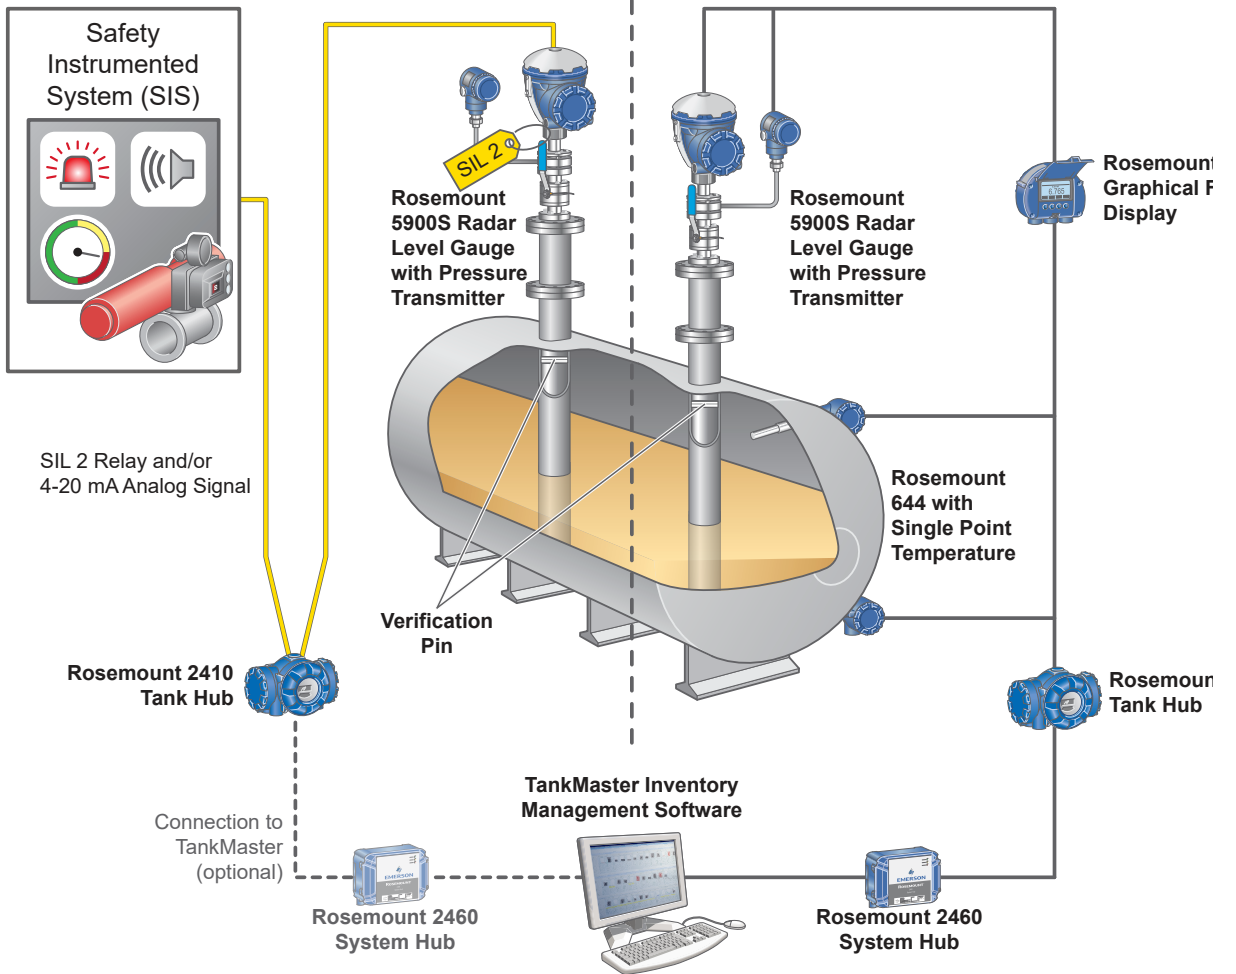 Safety
Instrumented
System (SIS)
SIL 2
Rosemount
5900S Radar
Level Gauge
with Pressure
Transmitter
Rosemount
5900S Radar
Level Gauge
with Pressure
Transmitter
Rosemount
Graphical F
Display
SIL 2 Relay and/or
4-20 mA Analog Signal
Rosemount
644 with
Single Point
Temperature
Verification
Pin
Rosemount 2410
Tank Hub
Rosemoun
Tank Hub
TankMaster Inventory
Management Software
Connection to
TankMaster
(optional)
EMERSON
EMERSON
Rosemount 2460
System Hub
Rosemount 2460
System Hub